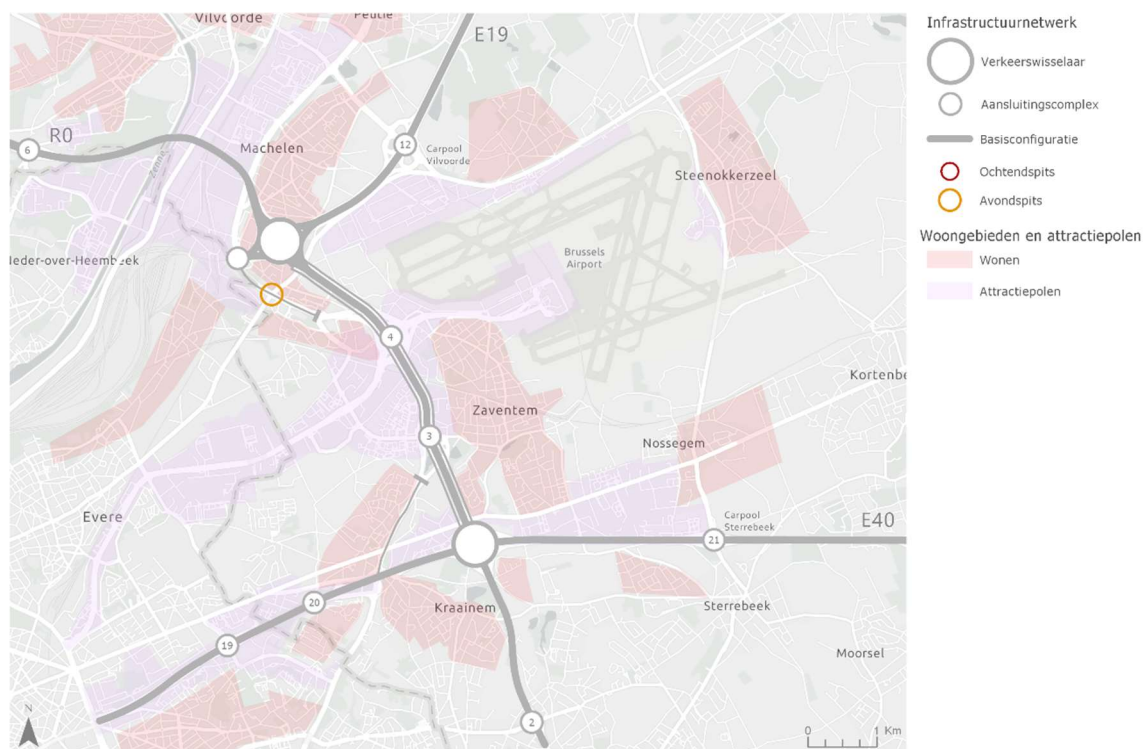 Vilvoorde
Peutie
E19
R0
6
Machelen
12
Carpool
Vilvoorde
Steenokkerzeel
Zenne
Neder-over-Heembeek
Brussels
Airport
4
Kortenbe
Zaventem
3
Nossegem
Evere
Carpool
Sterrebeek
E40
21
20
Kraainem
Sterrebeek
19
Moorsel
2
N
0 1 Km
Infrastructuurnetwerk
Verkeerswisselaar
Aansluitingscomplex
Basisconfiguratie
Ochtendspits
Avondspits
Woongebieden en attractiepolen
Wonen
Attractiepolen